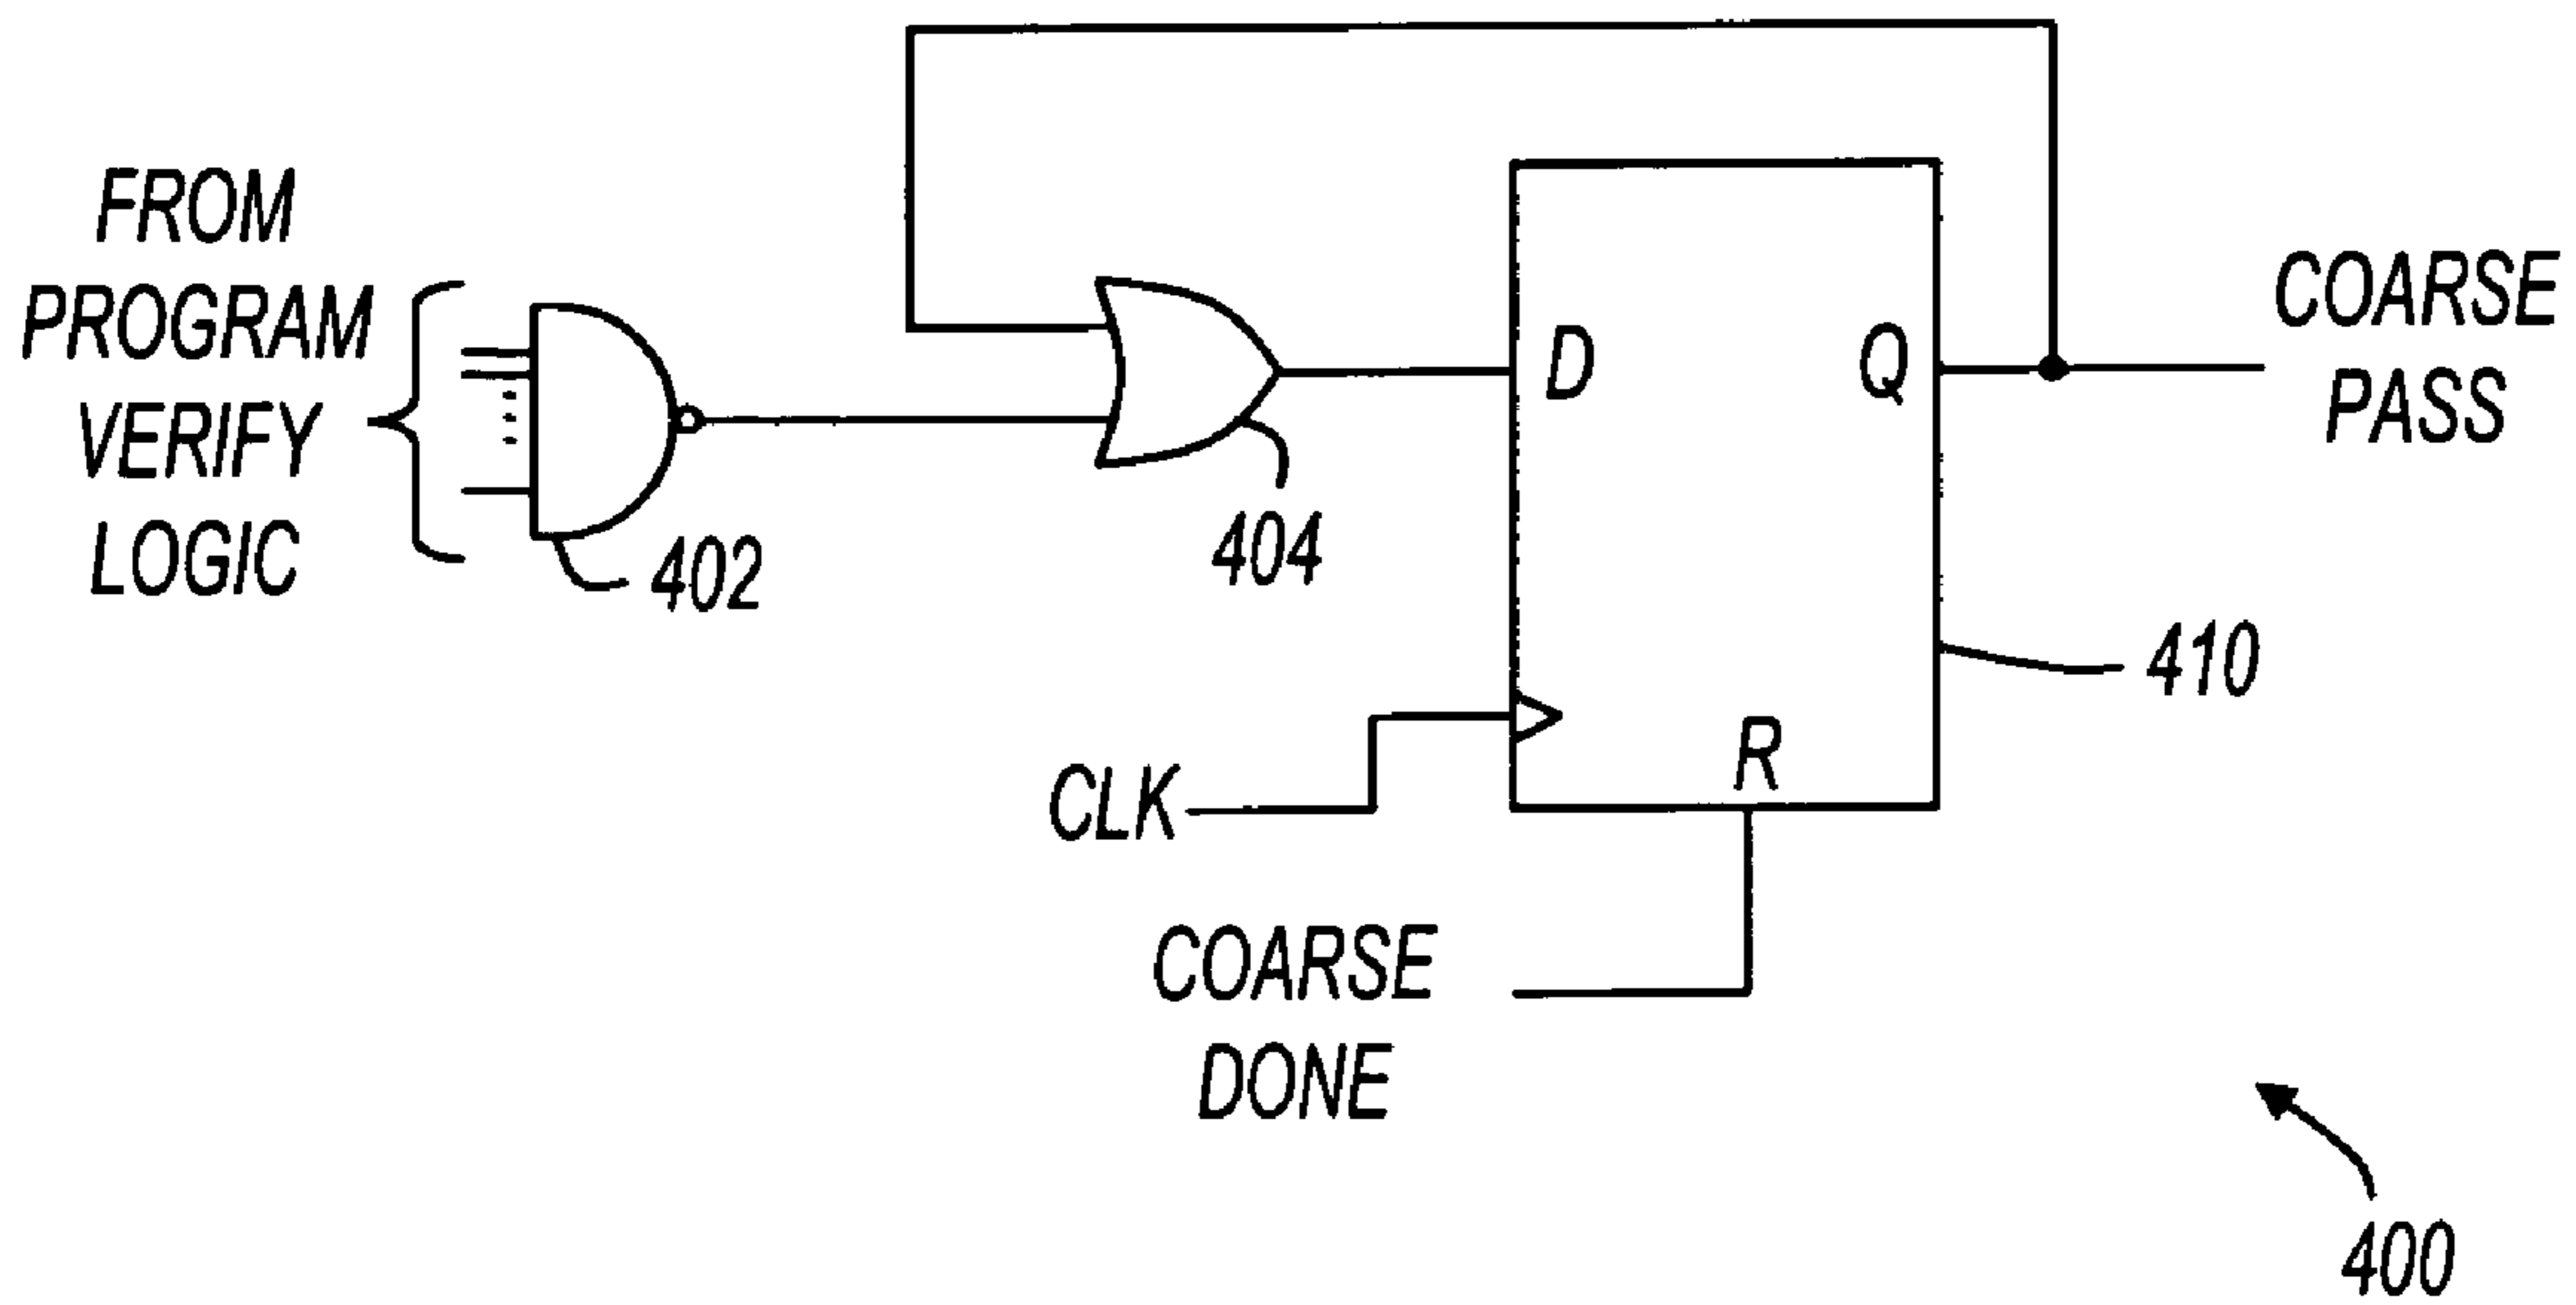 FROM
PROGRAM
VERIFY
LOGIC
402
404
D
Q
COARSE
PASS
410
CLK
R
COARSE
DONE
400